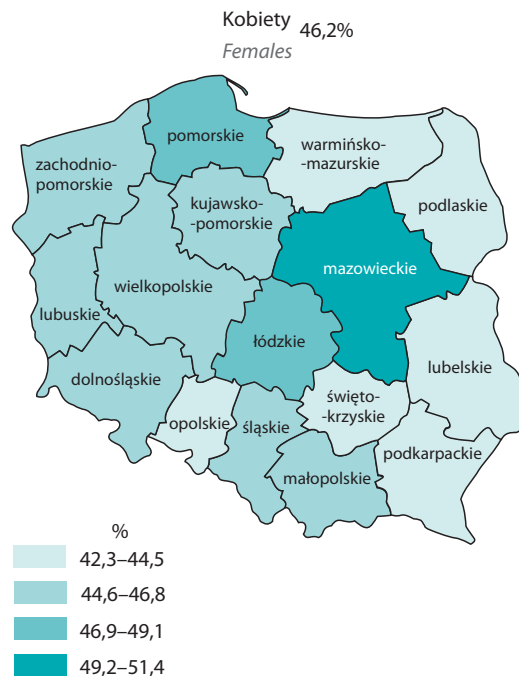 Kobiety 46,2%
Females
pomorskie
warmińsko-
-mazurskie
zachodnio-
pomorskie
kujawsko-
-pomorskie
podlaskie
mazowieckie
wielkopolskie
lubuskie
łódzkie
lubelskie
dolnośląskie
święto-
-krzyskie
opolskie
śląskie
podkarpackie
małopolskie
%
42,3–44,5
44,6–46,8
46,9–49,1
49,2–51,4